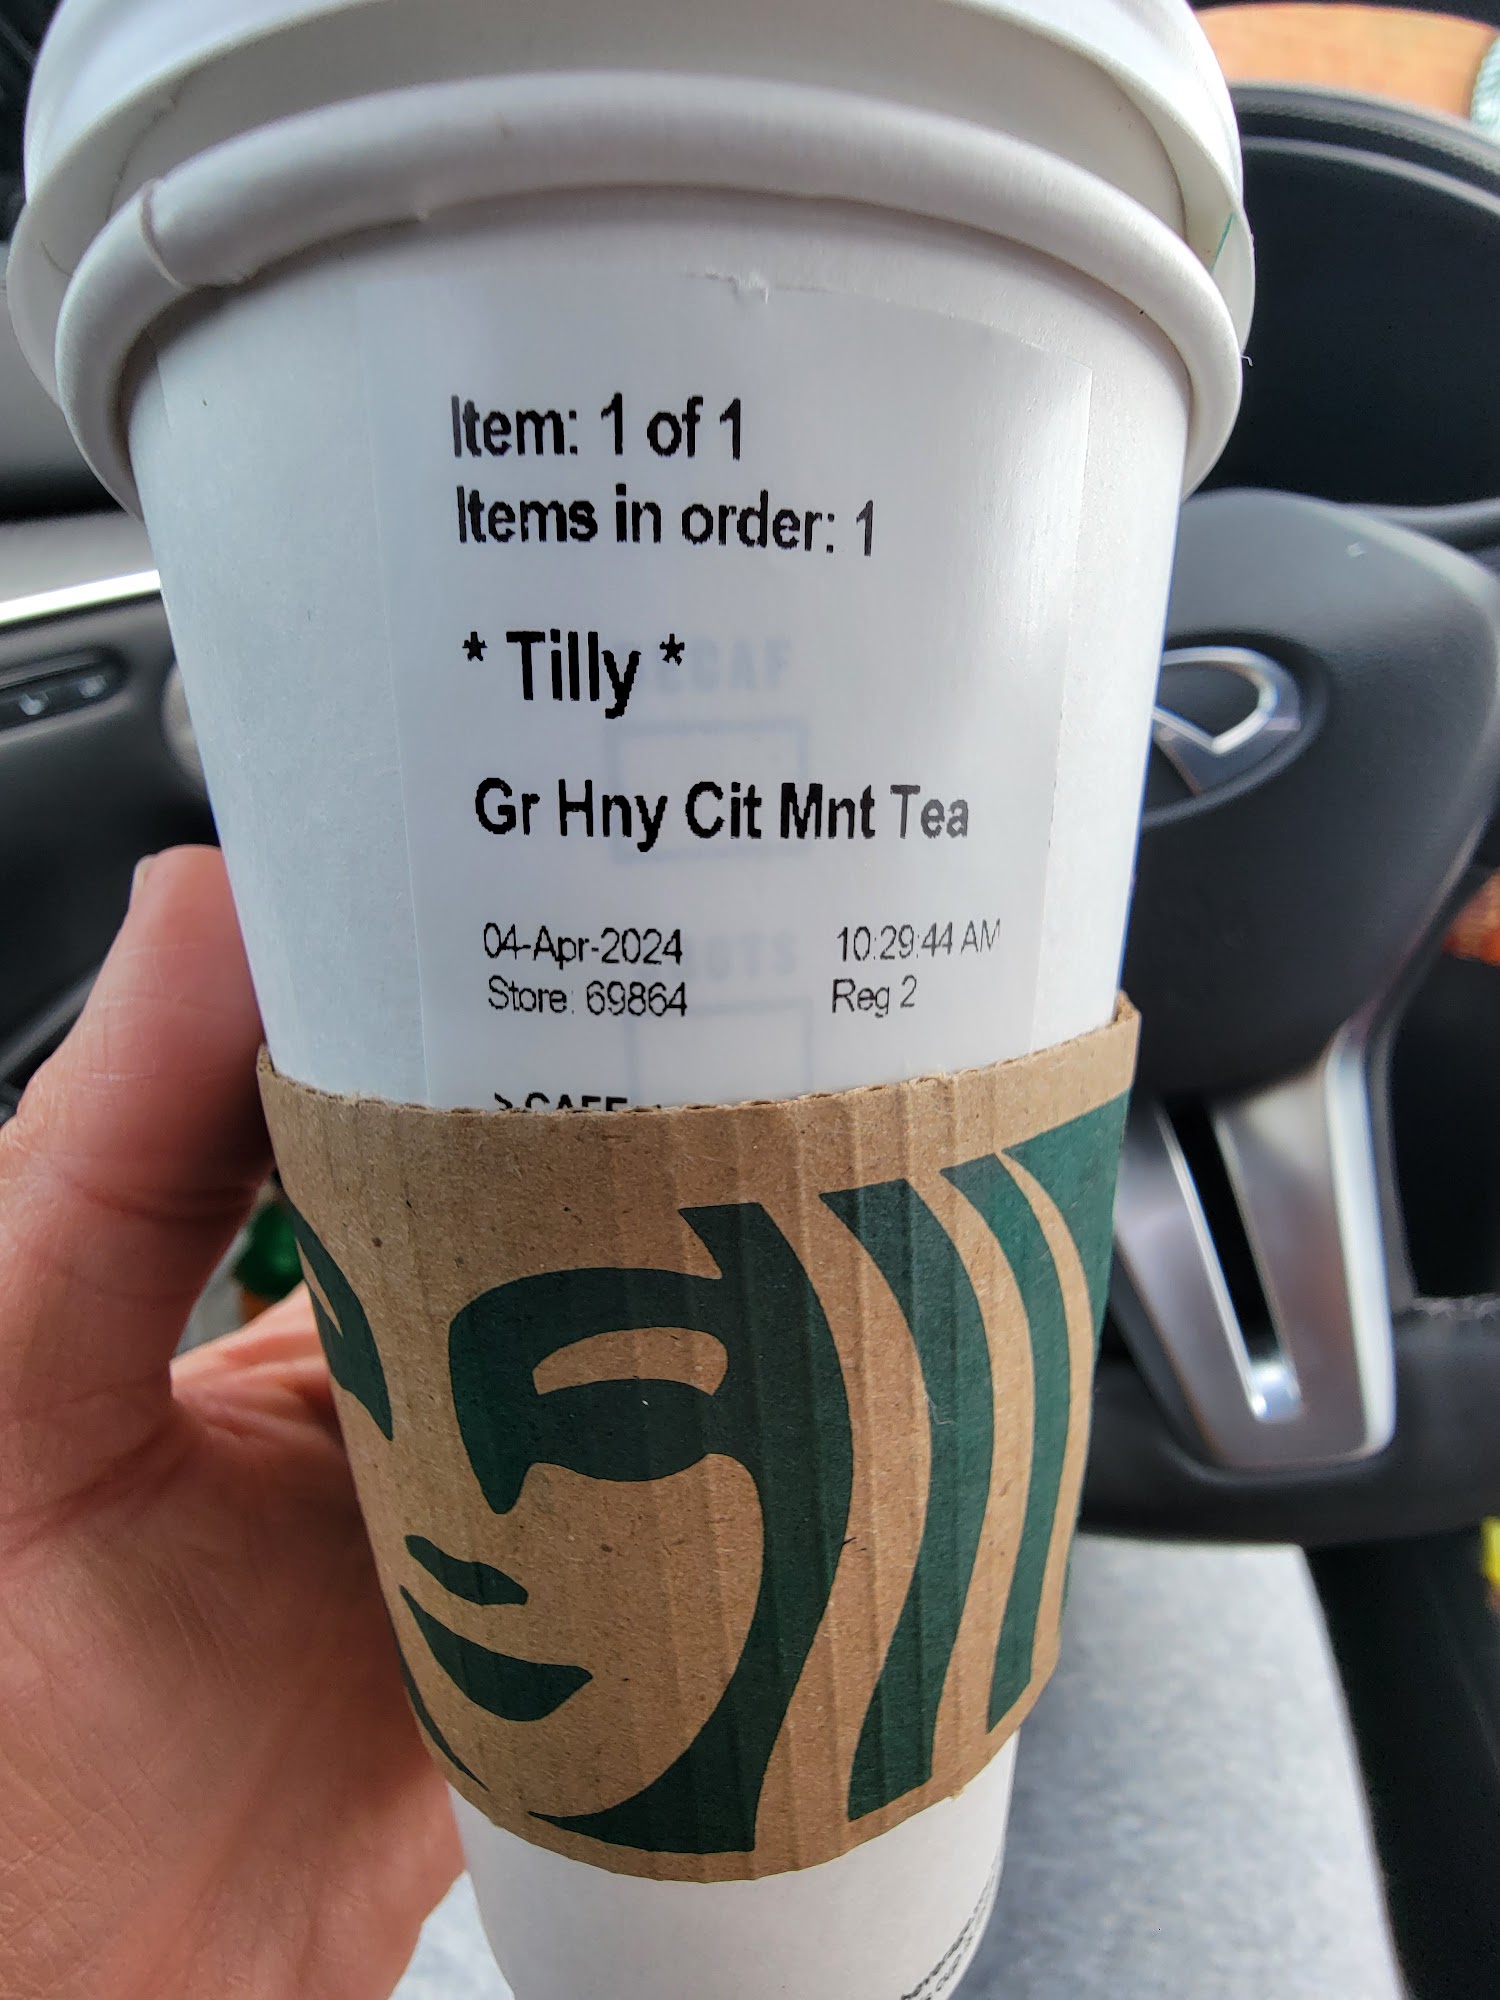 Item: 1 of 1
Items in order: 1
* Tilly *
Gr Hny Cit Mnt Tea
04-Apr-2024 10:29:44 AM
Store: 69864 Reg 2
> CAFE